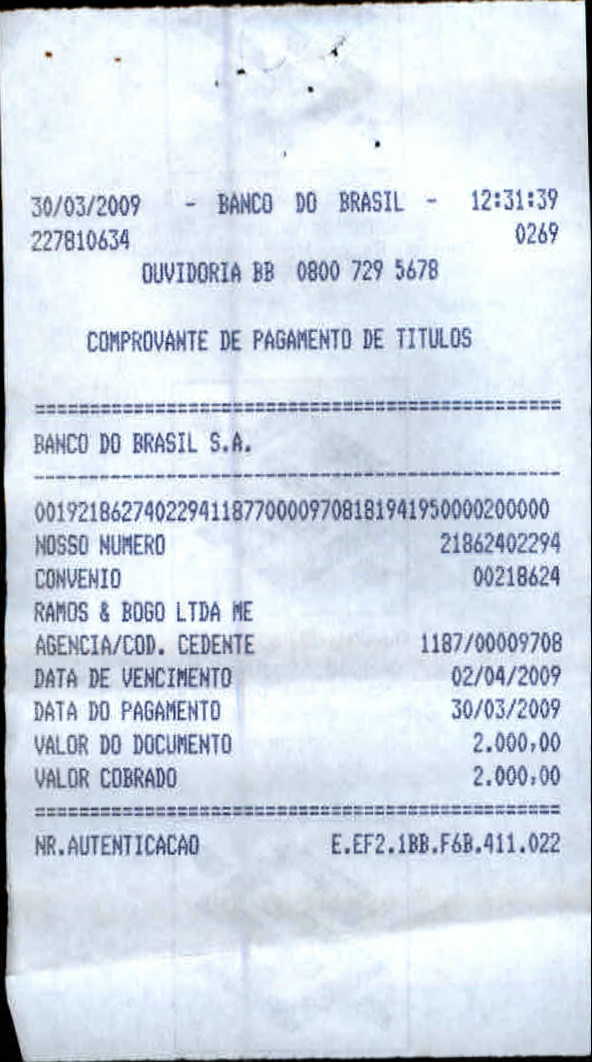 30/03/2009 - BANCO DO BRASIL - 12:31:39
227810634 0269
OUVIDORIA BB 0800 729 5678
COMPROVANTE DE PAGAMENTO DE TITULOS
================================================
BANCO DO BRASIL S.A.
------------------------------------------------
00192186274022941187700009708181941950000200000
NOSSO NUMERO 21862402294
CONVENIO 00218624
RAMOS & BOGO LTDA ME
AGENCIA/COD. CEDENTE 1187/00009708
DATA DE VENCIMENTO 02/04/2009
DATA DO PAGAMENTO 30/03/2009
VALOR DO DOCUMENTO 2.000,00
VALOR COBRADO 2.000,00
================================================
NR.AUTENTICACAO E.EF2.1BB.F6B.411.022